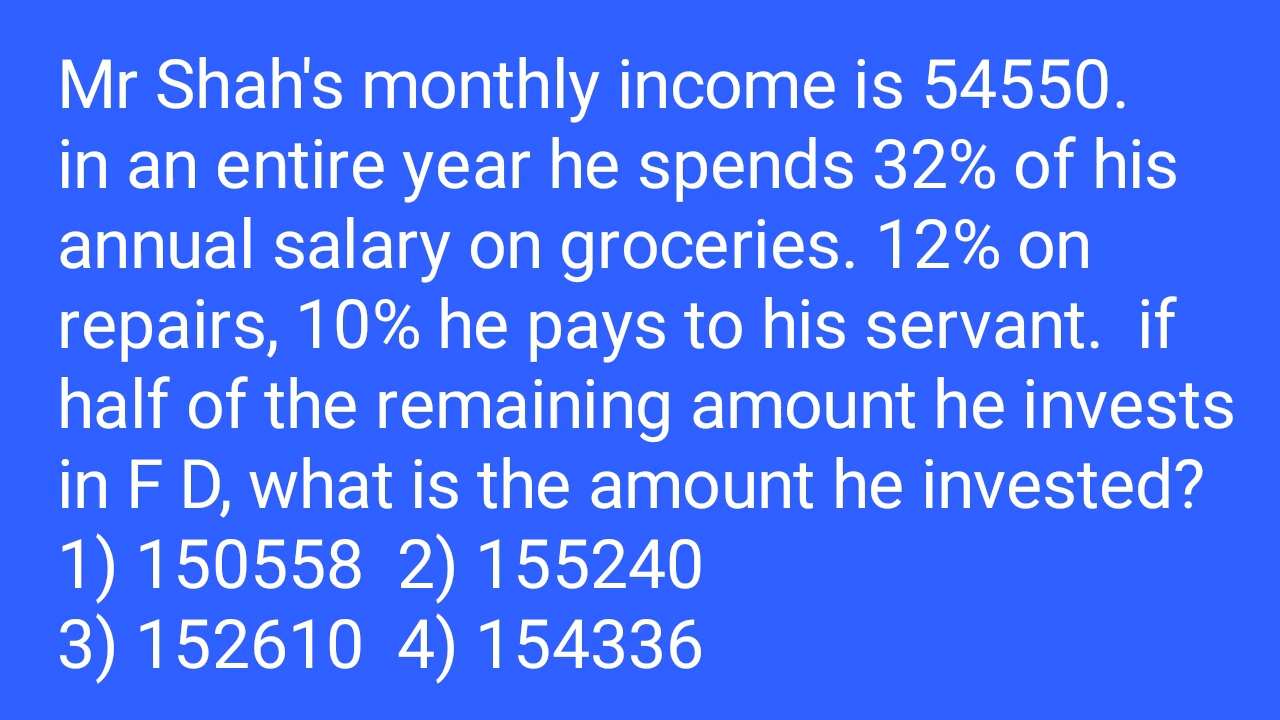 Mr Shah's monthly income is 54550.
in an entire year he spends 32% of his
annual salary on groceries. 12% on
repairs, 10% he pays to his servant.  if
half of the remaining amount he invests
in F D, what is the amount he invested?
1) 150558  2) 155240
3) 152610  4) 154336